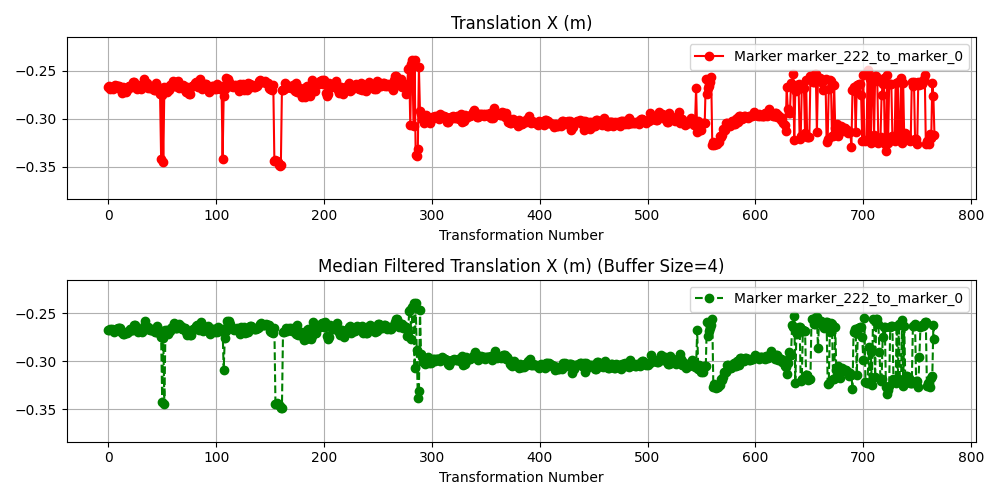 Translation X (m)
Marker marker_222_to_marker_0
−0.25
−0.30
−0.35
0 100 200 300 400 500 600 700 800
Transformation Number
Median Filtered Translation X (m) (Buffer Size=4)
Marker marker_222_to_marker_0
−0.25
−0.30
−0.35
0 100 200 300 400 500 600 700 800
Transformation Number